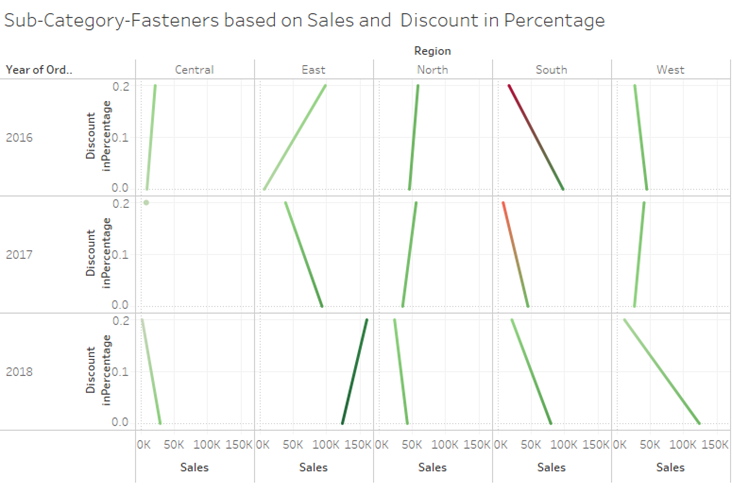 Sub-Category-Fasteners based on Sales and  Discount in Percentage
Region
Year of Ord.. Central East North South West
2016
Discount
inPercentage
0.2
0.1
0.0
2017
Discount
inPercentage
0.2
0.1
0.0
2018
Discount
inPercentage
0.2
0.1
0.0
0K 50K 100K 150K 0K 50K 100K 150K 0K 50K 100K 150K 0K 50K 100K 150K 0K 50K 100K 150K
Sales Sales Sales Sales Sales